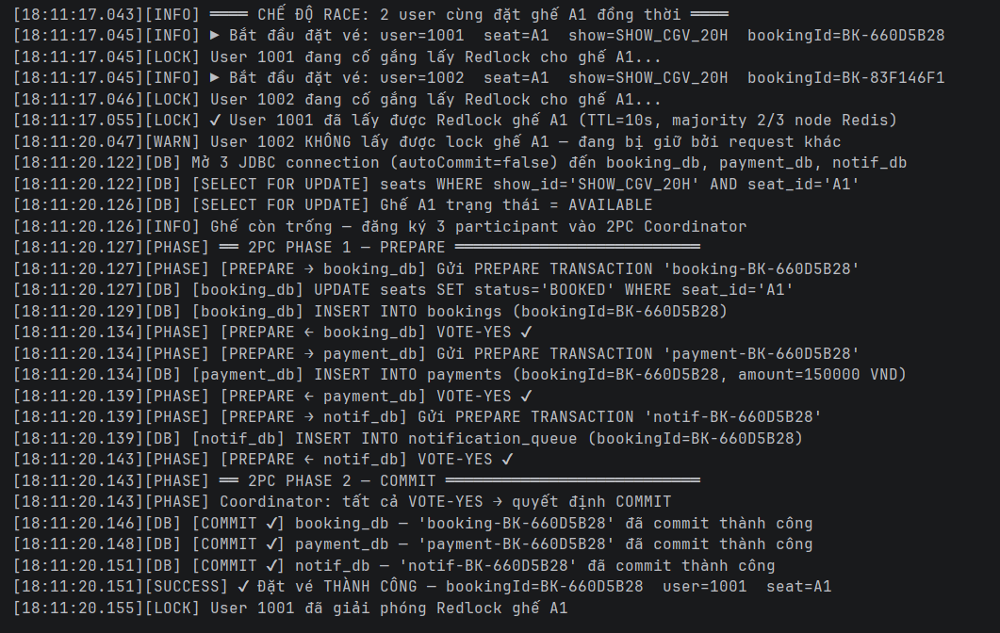 [18:11:17.043][INFO] ════ CHẾ ĐỘ RACE: 2 user cùng đặt ghế A1 đồng thời ════
[18:11:17.045][INFO] ▶ Bắt đầu đặt vé: user=1001  seat=A1  show=SHOW_CGV_20H  bookingId=BK-660D5B28
[18:11:17.045][LOCK] User 1001 đang cố gắng lấy Redlock cho ghế A1...
[18:11:17.045][INFO] ▶ Bắt đầu đặt vé: user=1002  seat=A1  show=SHOW_CGV_20H  bookingId=BK-83F146F1
[18:11:17.046][LOCK] User 1002 đang cố gắng lấy Redlock cho ghế A1...
[18:11:17.055][LOCK] ✓ User 1001 đã lấy được Redlock ghế A1 (TTL=10s, majority 2/3 node Redis)
[18:11:20.047][WARN] User 1002 KHÔNG lấy được lock ghế A1 — đang bị giữ bởi request khác
[18:11:20.122][DB] Mở 3 JDBC connection (autoCommit=false) đến booking_db, payment_db, notif_db
[18:11:20.122][DB] [SELECT FOR UPDATE] seats WHERE show_id='SHOW_CGV_20H' AND seat_id='A1'
[18:11:20.126][DB] [SELECT FOR UPDATE] Ghế A1 trạng thái = AVAILABLE
[18:11:20.126][INFO] Ghế còn trống — đăng ký 3 participant vào 2PC Coordinator
[18:11:20.127][PHASE] ══ 2PC PHASE 1 — PREPARE ══════════════════════════
[18:11:20.127][PHASE] [PREPARE → booking_db] Gửi PREPARE TRANSACTION 'booking-BK-660D5B28'
[18:11:20.127][DB] [booking_db] UPDATE seats SET status='BOOKED' WHERE seat_id='A1'
[18:11:20.129][DB] [booking_db] INSERT INTO bookings (bookingId=BK-660D5B28)
[18:11:20.134][PHASE] [PREPARE ← booking_db] VOTE-YES ✓
[18:11:20.134][PHASE] [PREPARE → payment_db] Gửi PREPARE TRANSACTION 'payment-BK-660D5B28'
[18:11:20.134][DB] [payment_db] INSERT INTO payments (bookingId=BK-660D5B28, amount=150000 VND)
[18:11:20.139][PHASE] [PREPARE ← payment_db] VOTE-YES ✓
[18:11:20.139][PHASE] [PREPARE → notif_db] Gửi PREPARE TRANSACTION 'notif-BK-660D5B28'
[18:11:20.139][DB] [notif_db] INSERT INTO notification_queue (bookingId=BK-660D5B28)
[18:11:20.143][PHASE] [PREPARE ← notif_db] VOTE-YES ✓
[18:11:20.143][PHASE] ══ 2PC PHASE 2 — COMMIT ═══════════════════════════
[18:11:20.143][PHASE] Coordinator: tất cả VOTE-YES → quyết định COMMIT
[18:11:20.146][DB] [COMMIT ✓] booking_db — 'booking-BK-660D5B28' đã commit thành công
[18:11:20.148][DB] [COMMIT ✓] payment_db — 'payment-BK-660D5B28' đã commit thành công
[18:11:20.151][DB] [COMMIT ✓] notif_db — 'notif-BK-660D5B28' đã commit thành công
[18:11:20.151][SUCCESS] ✓ Đặt vé THÀNH CÔNG — bookingId=BK-660D5B28  user=1001  seat=A1
[18:11:20.155][LOCK] User 1001 đã giải phóng Redlock ghế A1